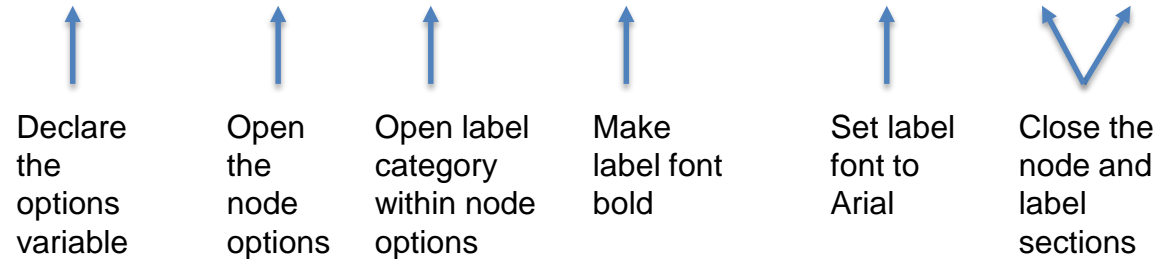 Declare
the
options
variable
Open
the
node
options
Open label
category
within node
options
Make
label font
bold
Set label
font to
Arial
Close the
node and
label
sections